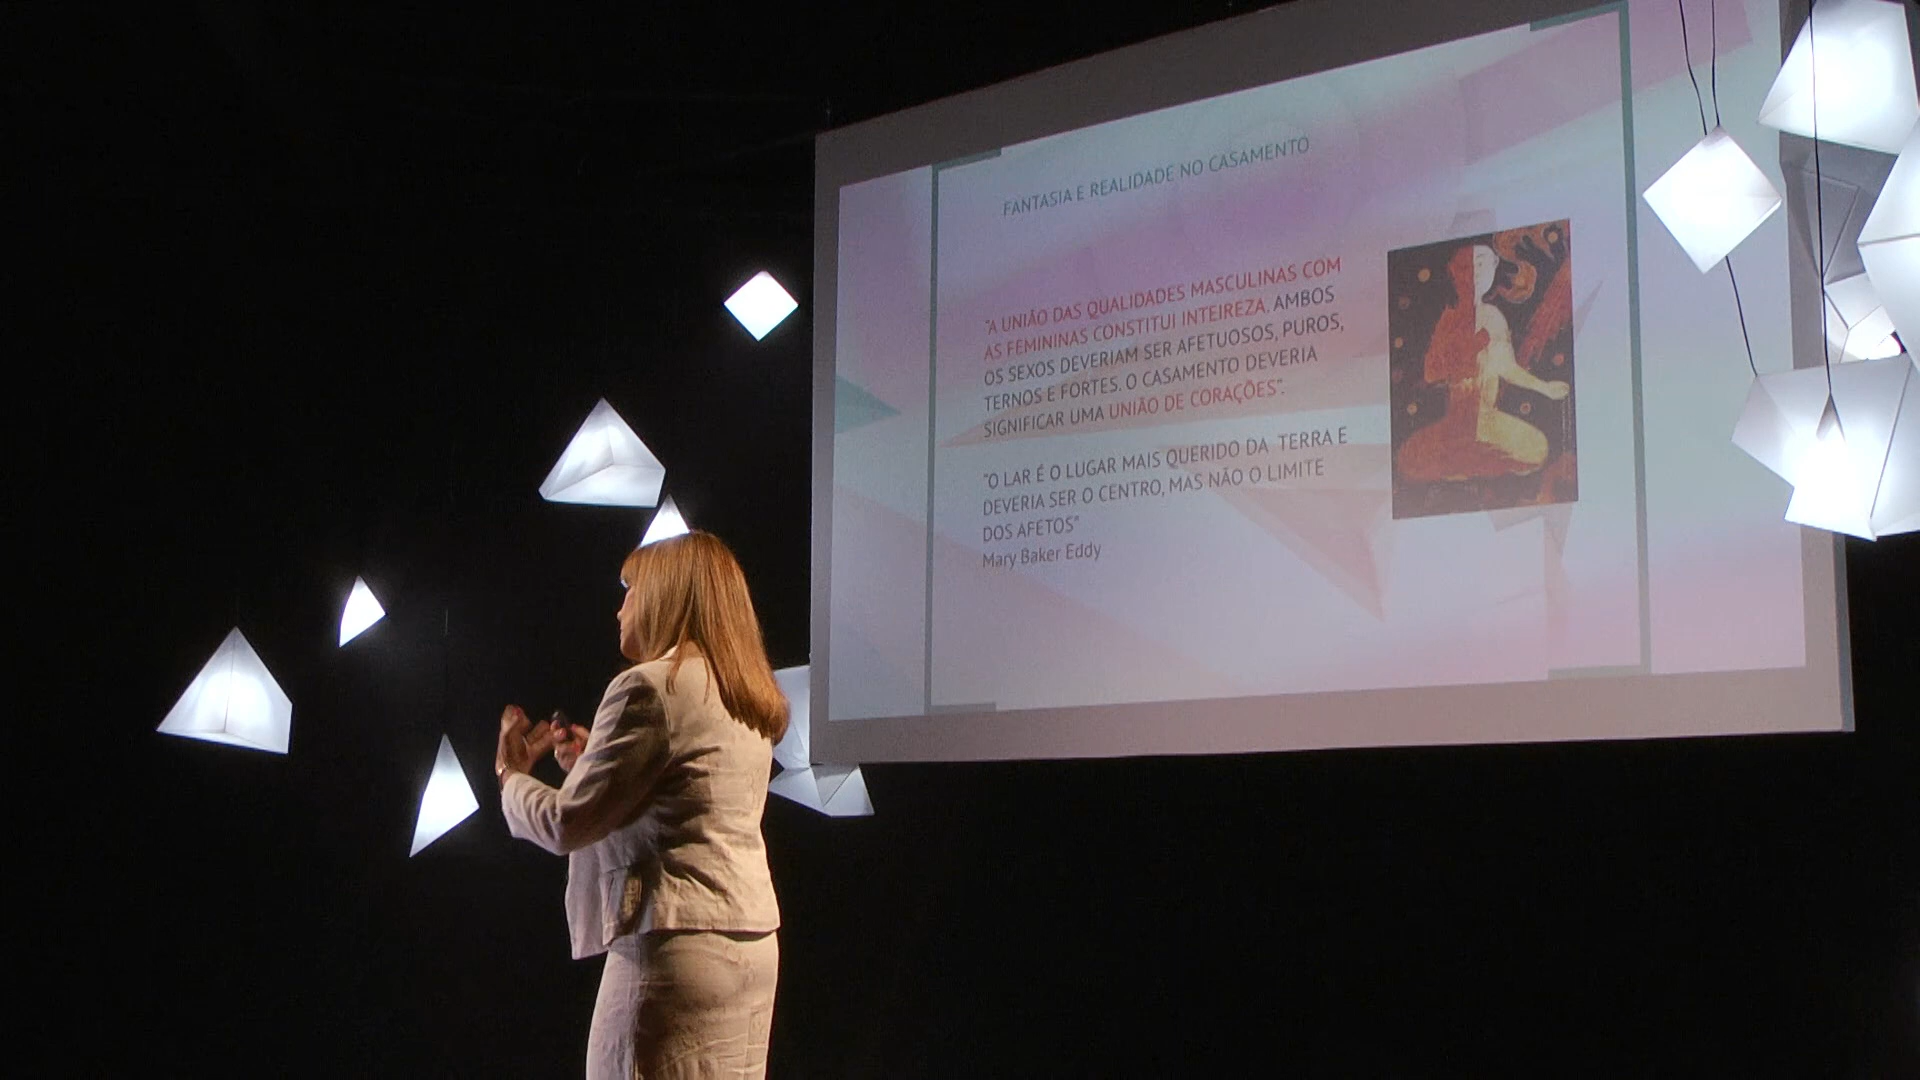 FANTASIA E REALIDADE NO CASAMENTO
"A UNIÃO DAS QUALIDADES MASCULINAS COM
AS FEMININAS CONSTITUI INTEIREZA. AMBOS
OS SEXOS DEVERIAM SER AFETUOSOS, PUROS,
TERNOS E FORTES. O CASAMENTO DEVERIA
SIGNIFICAR UMA UNIÃO DE CORAÇÕES".
"O LAR É O LUGAR MAIS QUERIDO DA TERRA E
DEVERIA SER O CENTRO, MAS NÃO O LIMITE
DOS AFETOS"
Mary Baker Eddy